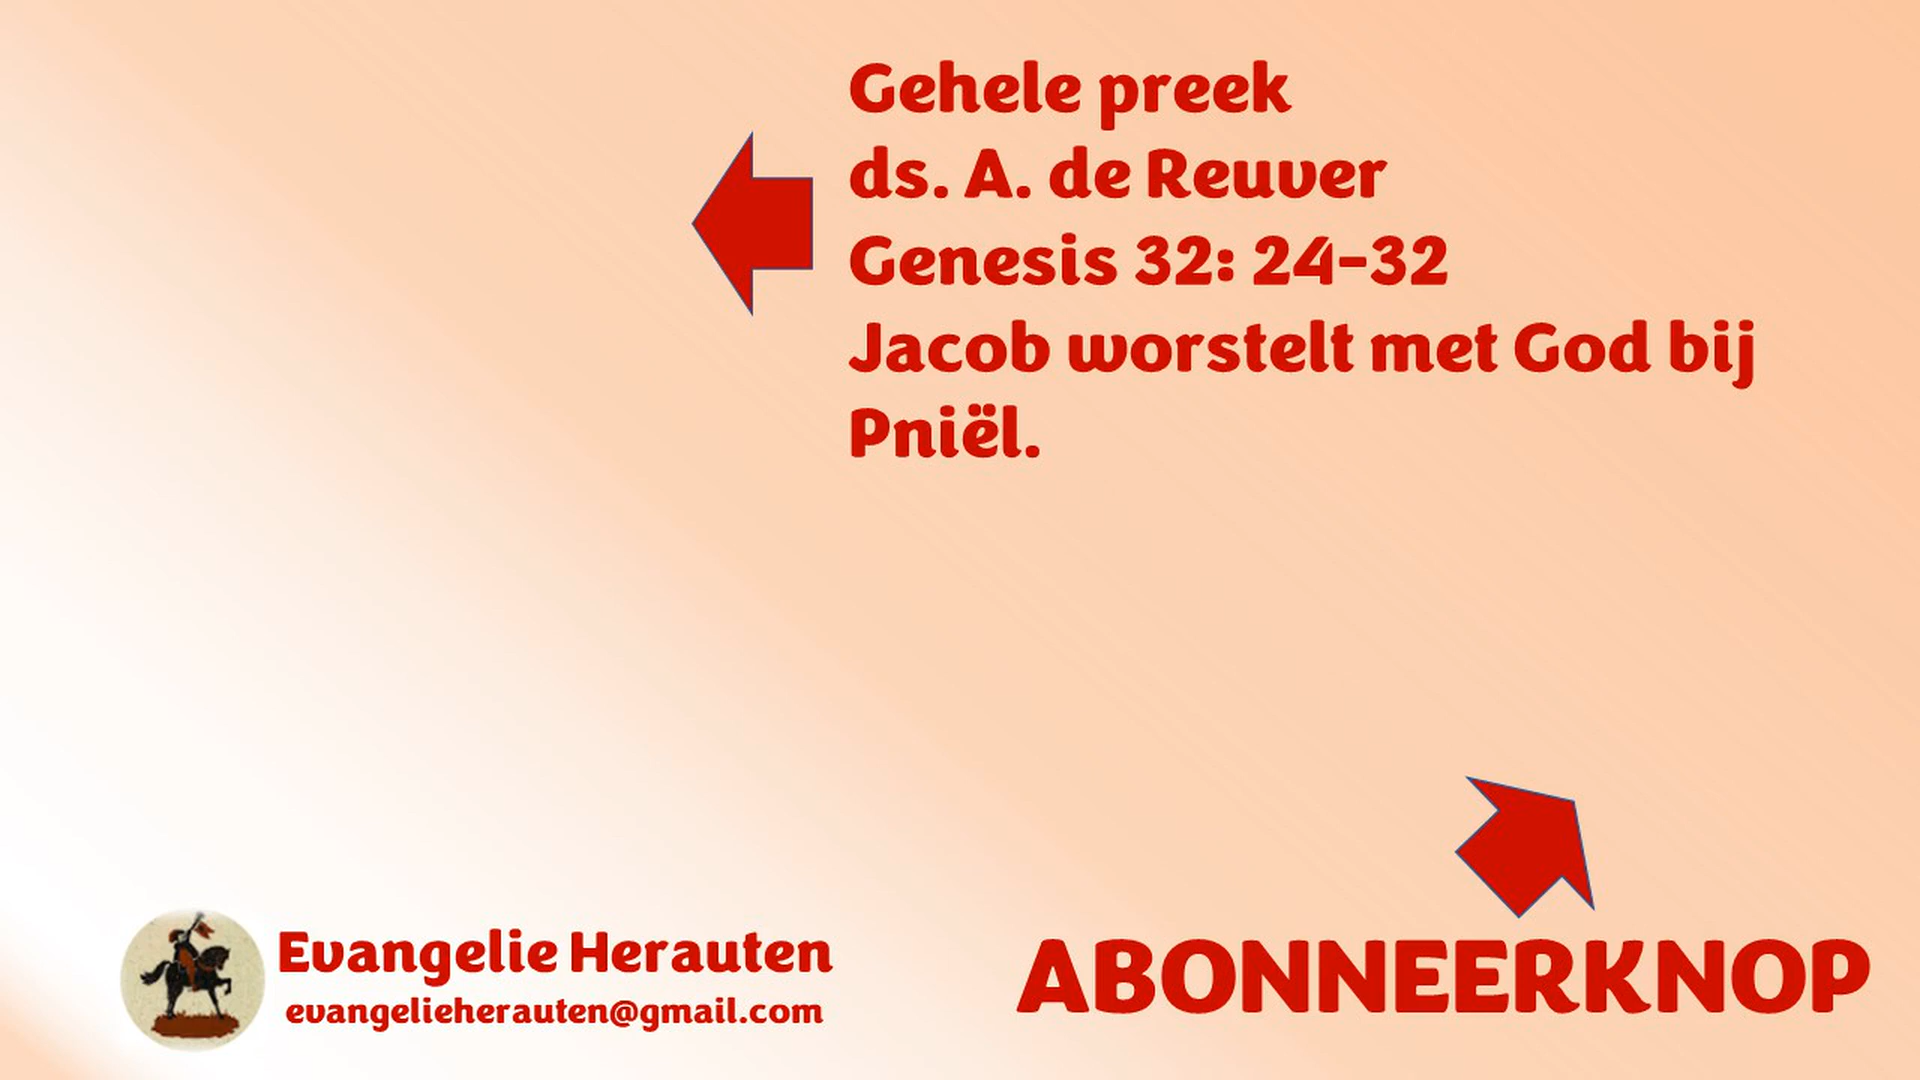 Gehele preek
ds. A. de Reuver
Genesis 32: 24-32
Jacob worstelt met God bij
Pniël.
Evangelie Herauten
evangelieherauten@gmail.com
ABONNEERKNOP